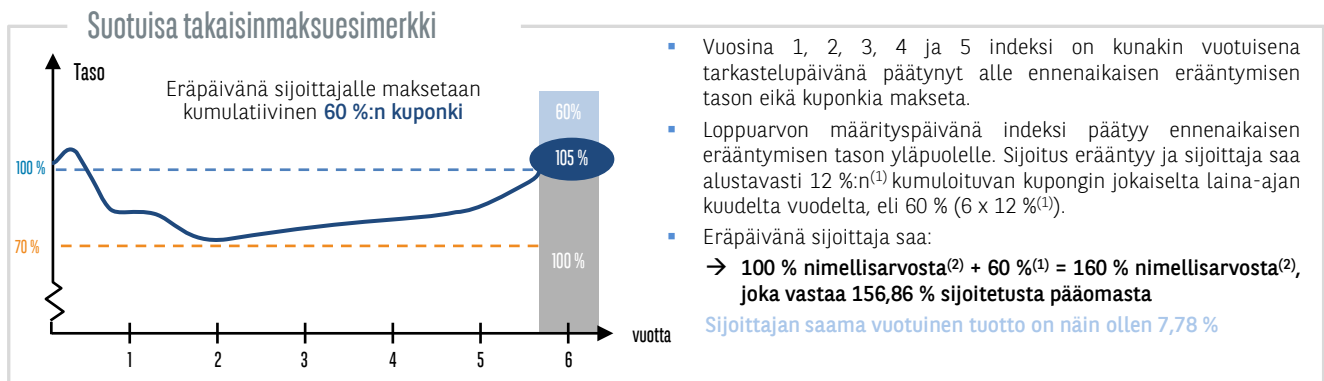 Suotuisa takaisinmaksuesimerkki
Taso
Eräpäivänä sijoittajalle maksetaan
kumulatiivinen 60 %:n kuponki
60%
100 %
105 %
70 %
100 %
vuotta
1
2
3
4
5
6
▪ Vuosina 1, 2, 3, 4 ja 5 indeksi on kunakin vuotuisena
tarkastelupäivänä päätynyt alle ennenaikaisen erääntymisen
tason eikä kuponkia makseta.
▪ Loppuarvon määrityspäivänä indeksi päätyy ennenaikaisen
erääntymisen tason yläpuolelle. Sijoitus erääntyy ja sijoittaja saa
alustavasti 12 %:n(1) kumuloituvan kupongin jokaiselta laina-ajan
kuudelta vuodelta, eli 60 % (6 x 12 %(1)).
▪ Eräpäivänä sijoittaja saa:
→ 100 % nimellisarvosta(2) + 60 %(1) = 160 % nimellisarvosta(2),
joka vastaa 156,86 % sijoitetusta pääomasta
Sijoittajan saama vuotuinen tuotto on näin ollen 7,78 %